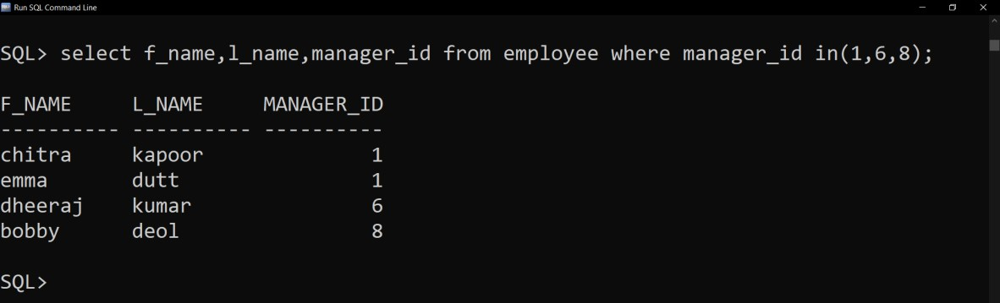 Run SQL Command Line
SQL> select f_name,l_name,manager_id from employee where manager_id in(1,6,8);
F_NAME     L_NAME     MANAGER_ID
---------- ---------- ----------
chitra     kapoor              1
emma       dutt                1
dheeraj    kumar               6
bobby      deol                8
SQL>